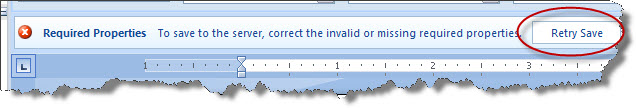 Required Properties To save to the server, correct the invalid or missing required properties. Retry Save
1 1 2 3